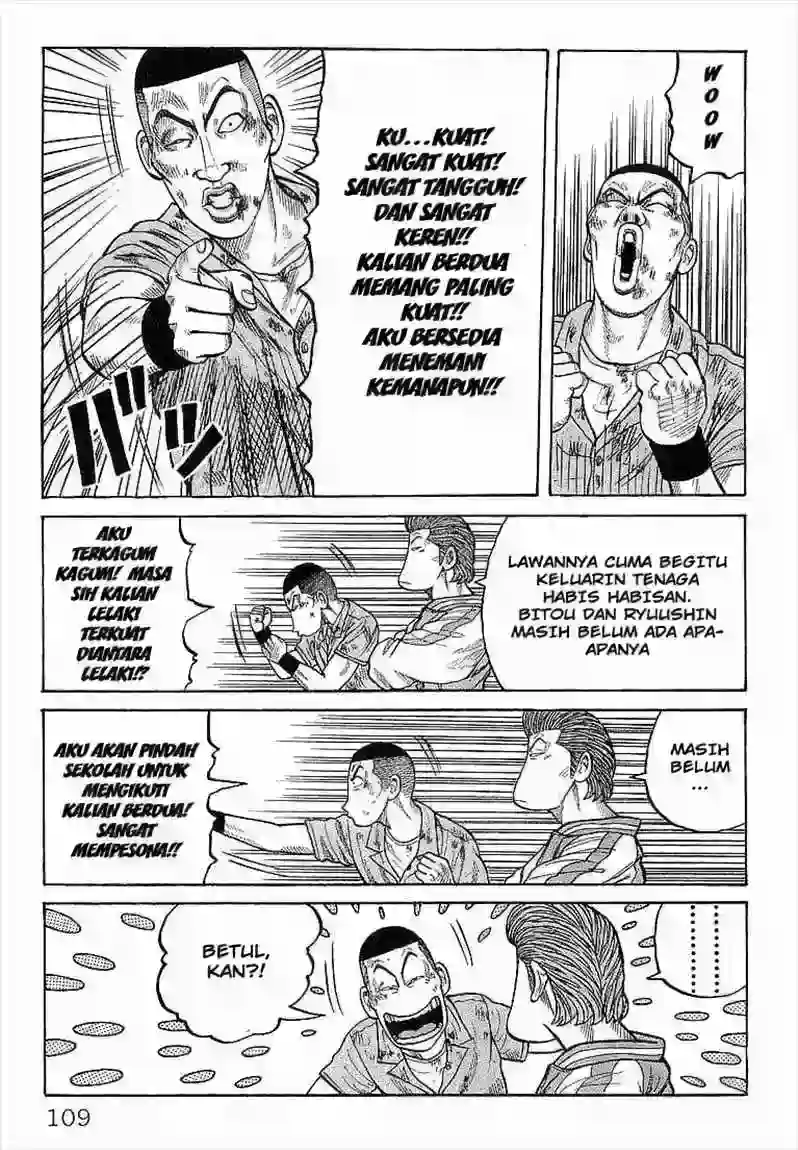 WOOW
KU...KUAT!
SANGAT KUAT!
SANGAT TANGGUH!
DAN SANGAT
KEREN!!
KALIAN BERDUA
MEMANG PALING
KUAT!!
AKU BERSEDIA
MENEMANI
KEMANAPUN!!
バッ
LAWANNYA CUMA BEGITU
KELUARIN TENAGA
HABIS HABISAN.
BITOU DAN RYUUSHIN
MASIH BELUM ADA APA-
APANYA
AKU
TERKAGUM
KAGUM! MASA
SIH KALIAN
LELAKI
TERKUAT
DIANTARA
LELAKI!?
MASIH
BELUM
...
AKU AKAN PINDAH
SEKOLAH UNTUK
MENGIKUTI
KALIAN BERDUA!
SANGAT
MEMPESONA!!
............
BETUL,
KAN?!
109